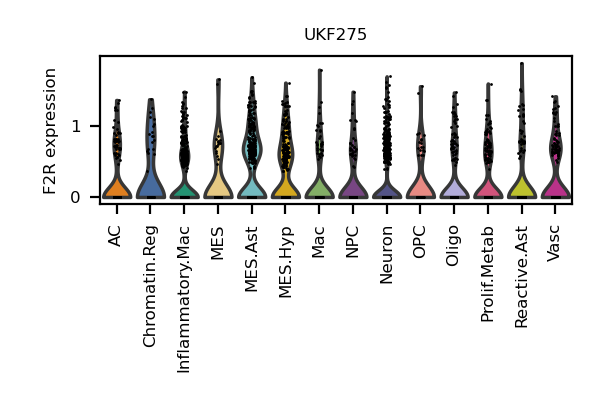 UKF275
F2R expression
1
0
AC
Chromatin.Reg
Inflammatory.Mac
MES
MES.Ast
MES.Hyp
Mac
NPC
Neuron
OPC
Oligo
Prolif.Metab
Reactive.Ast
Vasc